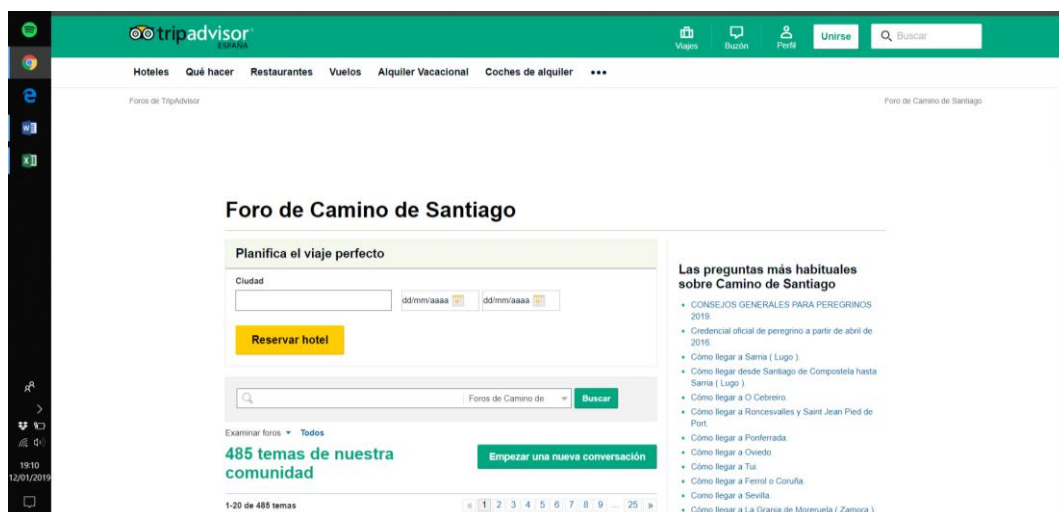 tripadvisor
ESPAÑA
Viajes
Buzón
Perfil
Unirse
Buscar
Hoteles Qué hacer Restaurantes Vuelos Alquiler Vacacional Coches de alquiler •••
Foros de TripAdvisor
Foro de Camino de Santiago
Foro de Camino de Santiago
Planifica el viaje perfecto
Ciudad
dd/mm/aaaa dd/mm/aaaa
Reservar hotel
Foros de Camino de Buscar
Examinar foros Todos
485 temas de nuestra
comunidad
Empezar una nueva conversación
1-20 de 485 temas
« 1 2 3 4 5 6 7 8 9 ... 25 »
Las preguntas más habituales
sobre Camino de Santiago
CONSEJOS GENERALES PARA PEREGRINOS
2019.
Credencial oficial de peregrino a partir de abril de
2016.
Cómo llegar a Sarria ( Lugo ).
Cómo llegar desde Santiago de Compostela hasta
Sarria ( Lugo ).
Cómo llegar a O Cebreiro.
Cómo llegar a Roncesvalles y Saint Jean Pied de
Port.
Cómo llegar a Ponferrada.
Cómo llegar a Oviedo.
Cómo llegar a Tui.
Cómo llegar a Ferrol o Coruña.
Como llegar a Sevilla.
Cómo llegar a La Granja de Moreruela ( Zamora ).
19:10
12/01/2019